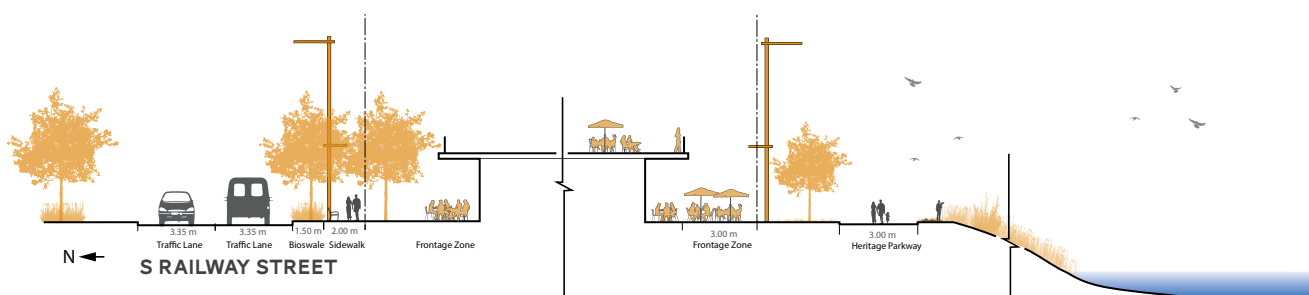 3.35 m 3.35 m 1.50 m 2.00 m 3.00 m 3.00 m
Traffic Lane Traffic Lane Bioswale Sidewalk Frontage Zone Frontage Zone Heritage Parkway
N
S RAILWAY STREET